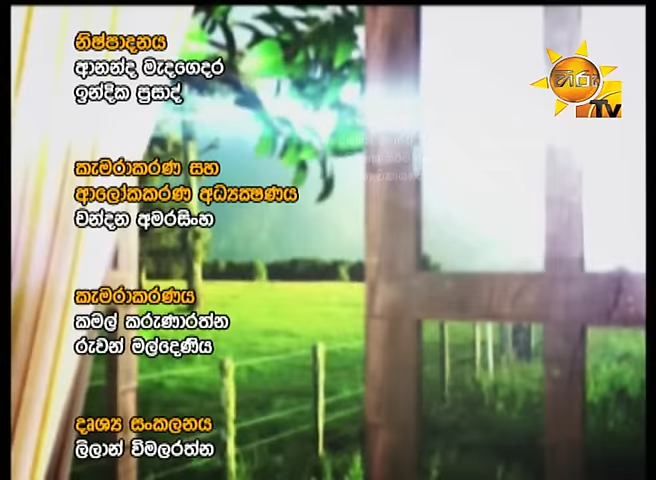 නිෂ්පාදනය
ආනන්ද මැදගෙදර
ඉන්දික ප්‍රසාද්
හිරු
TV
කැමරාකරණ සහ
ආලෝකකරණ අධ්‍යක්ෂණය
චන්දන අමරසිංහ
කැමරාකරණය
කමල් කරුණාරත්න
රුවන් මල්දෙණිය
දෘශ්‍ය සංකලනය
ලිලාන් විමලරත්න